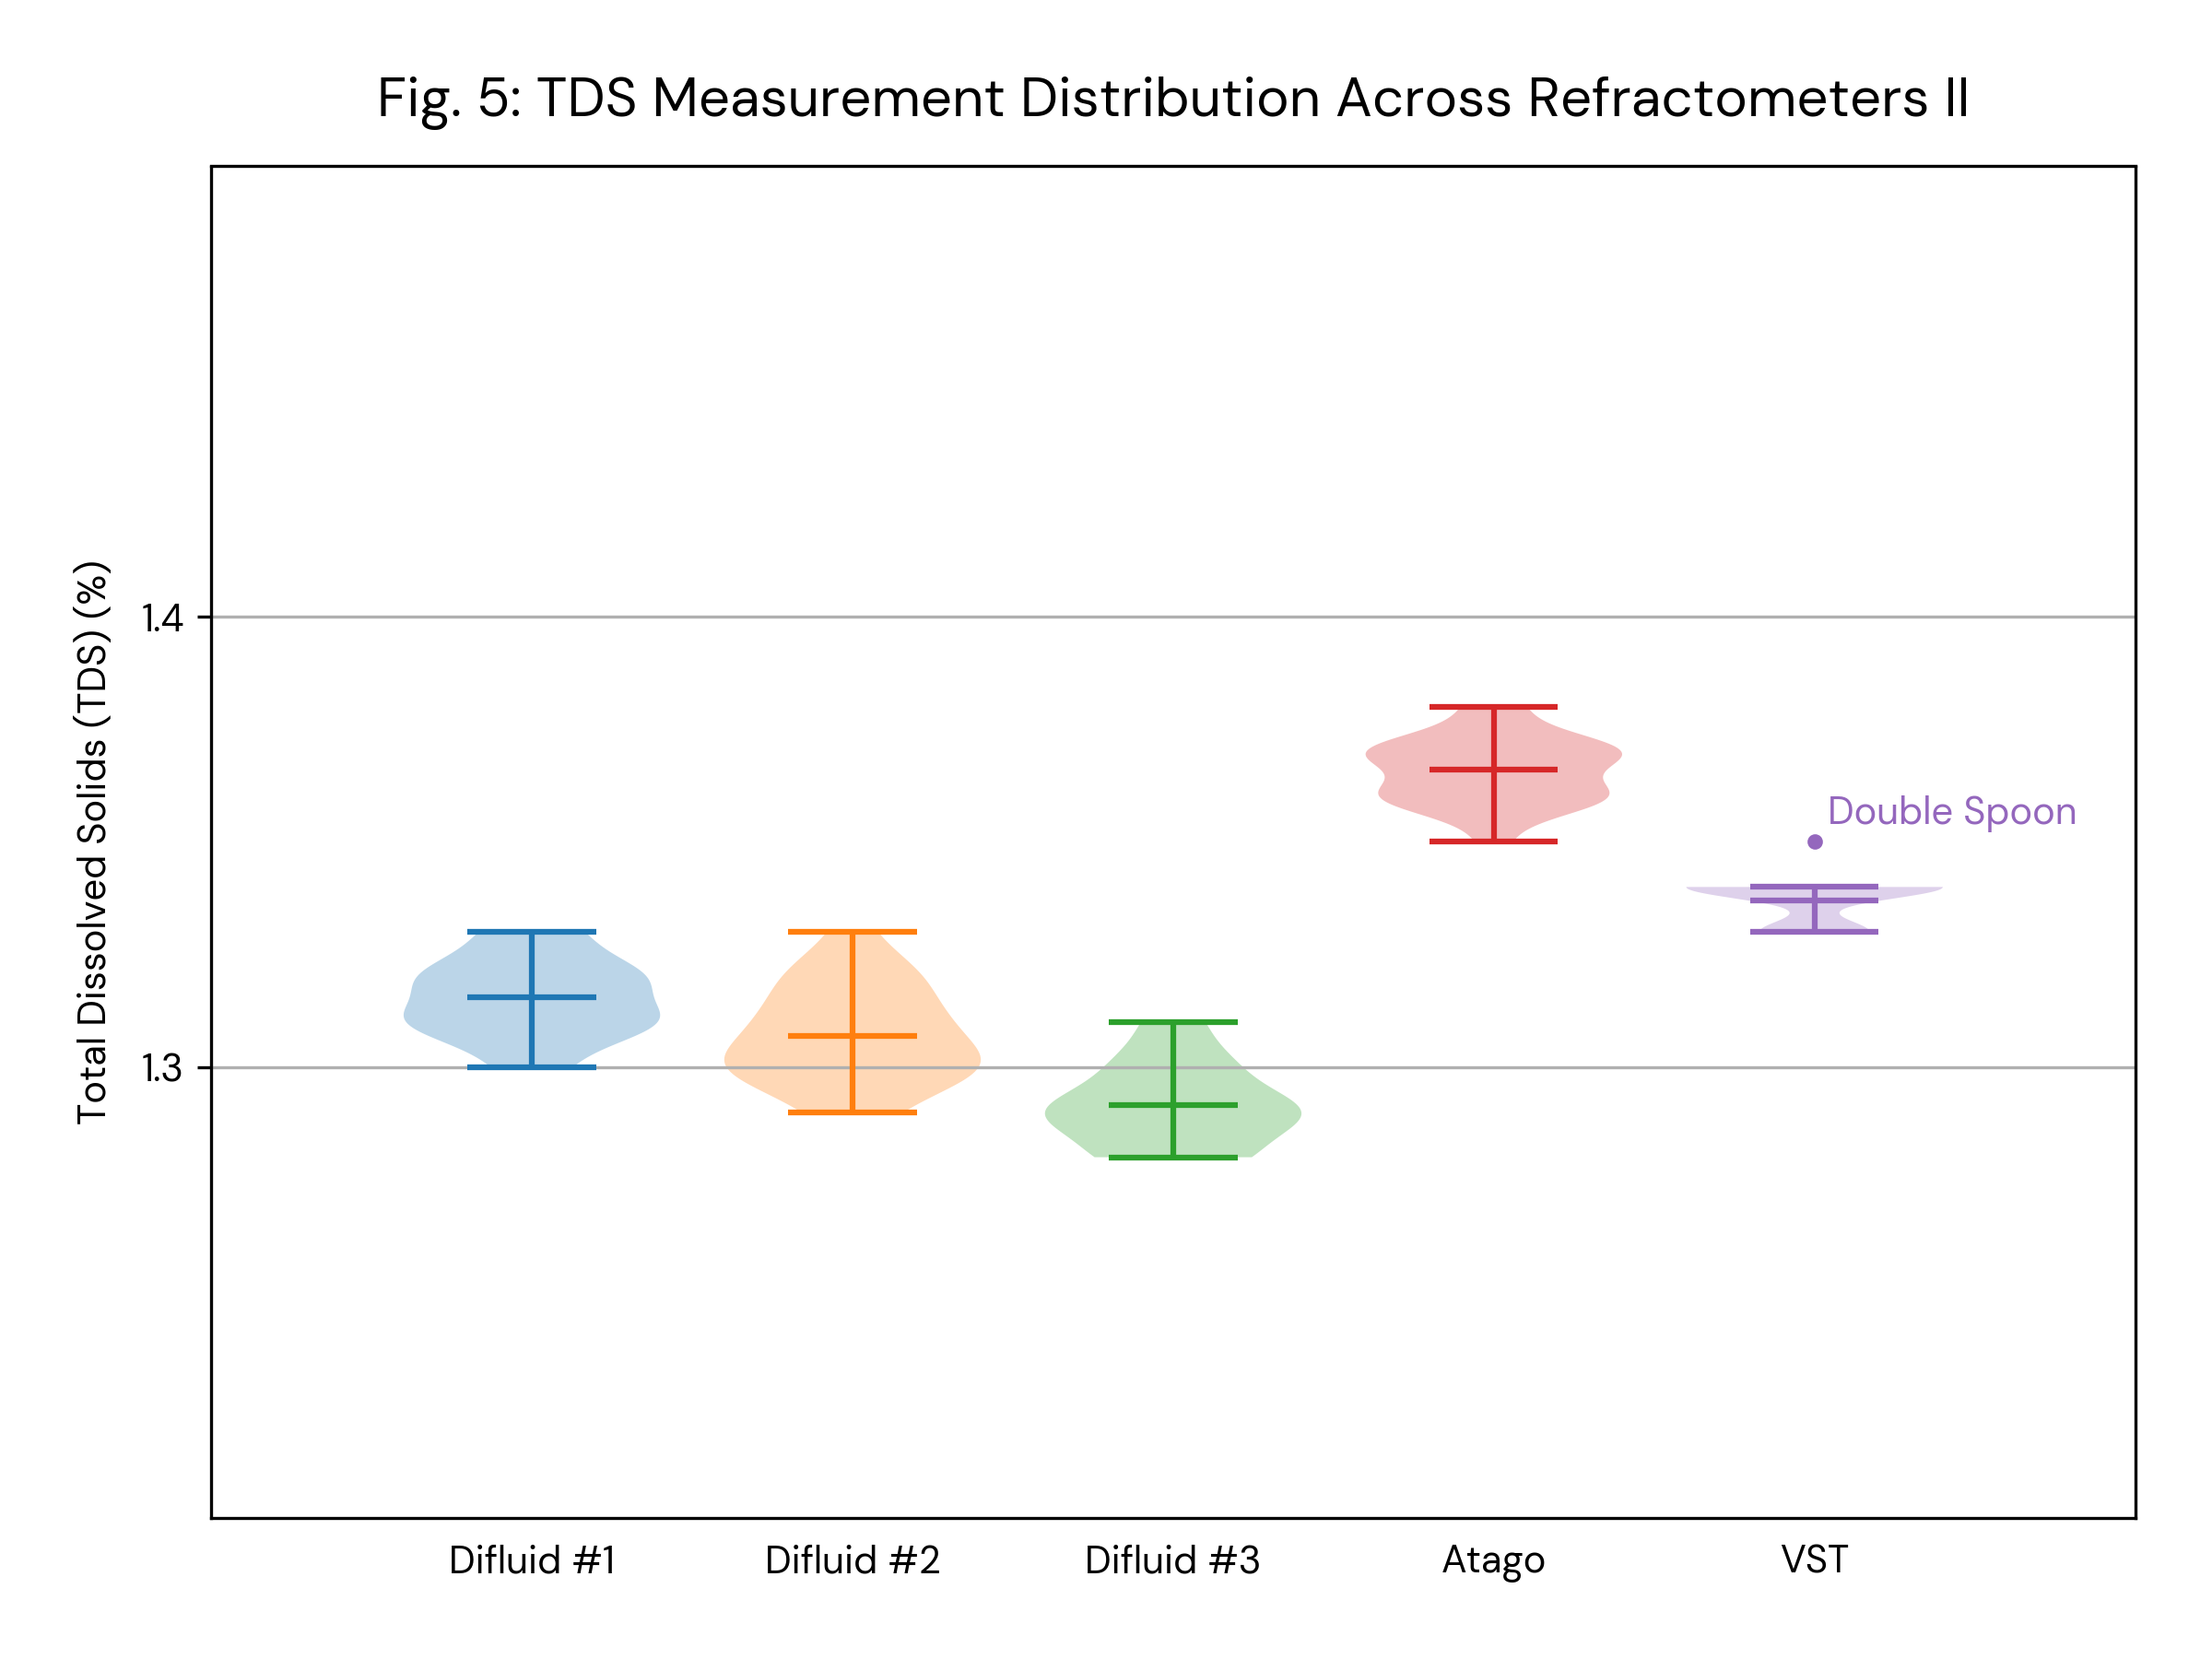 Fig. 5: TDS Measurement Distribution Across Refractometers II
Total Dissolved Solids (TDS) (%)
1.4
1.3
Double Spoon
Difluid #1
Difluid #2
Difluid #3
Atago
VST